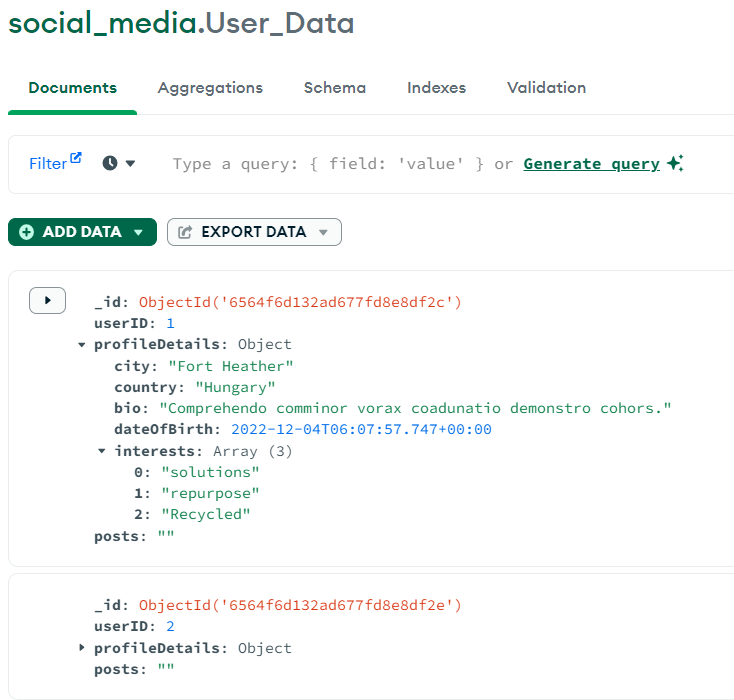 social_media.User_Data
Documents Aggregations Schema Indexes Validation
Filter Type a query: { field: 'value' } or Generate query
ADD DATA EXPORT DATA
_id: ObjectId('6564f6d132ad677fd8e8df2c')
userID: 1
profileDetails: Object
city: "Fort Heather"
country: "Hungary"
bio: "Comprehendo comminor vorax coadunatio demonstro cohors."
dateOfBirth: 2022-12-04T06:07:57.747+00:00
interests: Array (3)
0: "solutions"
1: "repurpose"
2: "Recycled"
posts: ""
_id: ObjectId('6564f6d132ad677fd8e8df2e')
userID: 2
profileDetails: Object
posts: ""